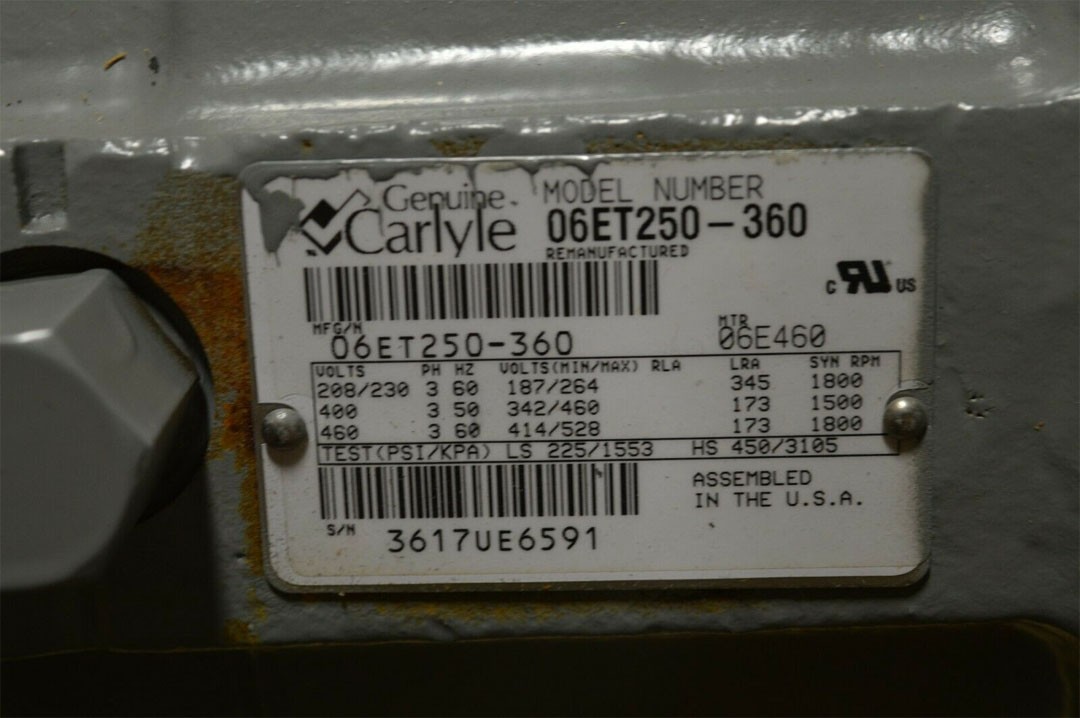 Genuine
Carlyle
MODEL NUMBER
06ET250-360
REMANUFACTURED
C RU US
MFG/N
06ET250-360
MTR
06E460
VOLTS PH HZ VOLTS(MIN/MAX) RLA LRA SYN RPM
208/230 3 60 187/264 345 1800
400 3 50 342/460 173 1500
460 3 60 414/528 173 1800
TEST(PSI/KPA) LS 225/1553 HS 450/3105
ASSEMBLED
IN THE U.S.A.
S/N 3617UE6591